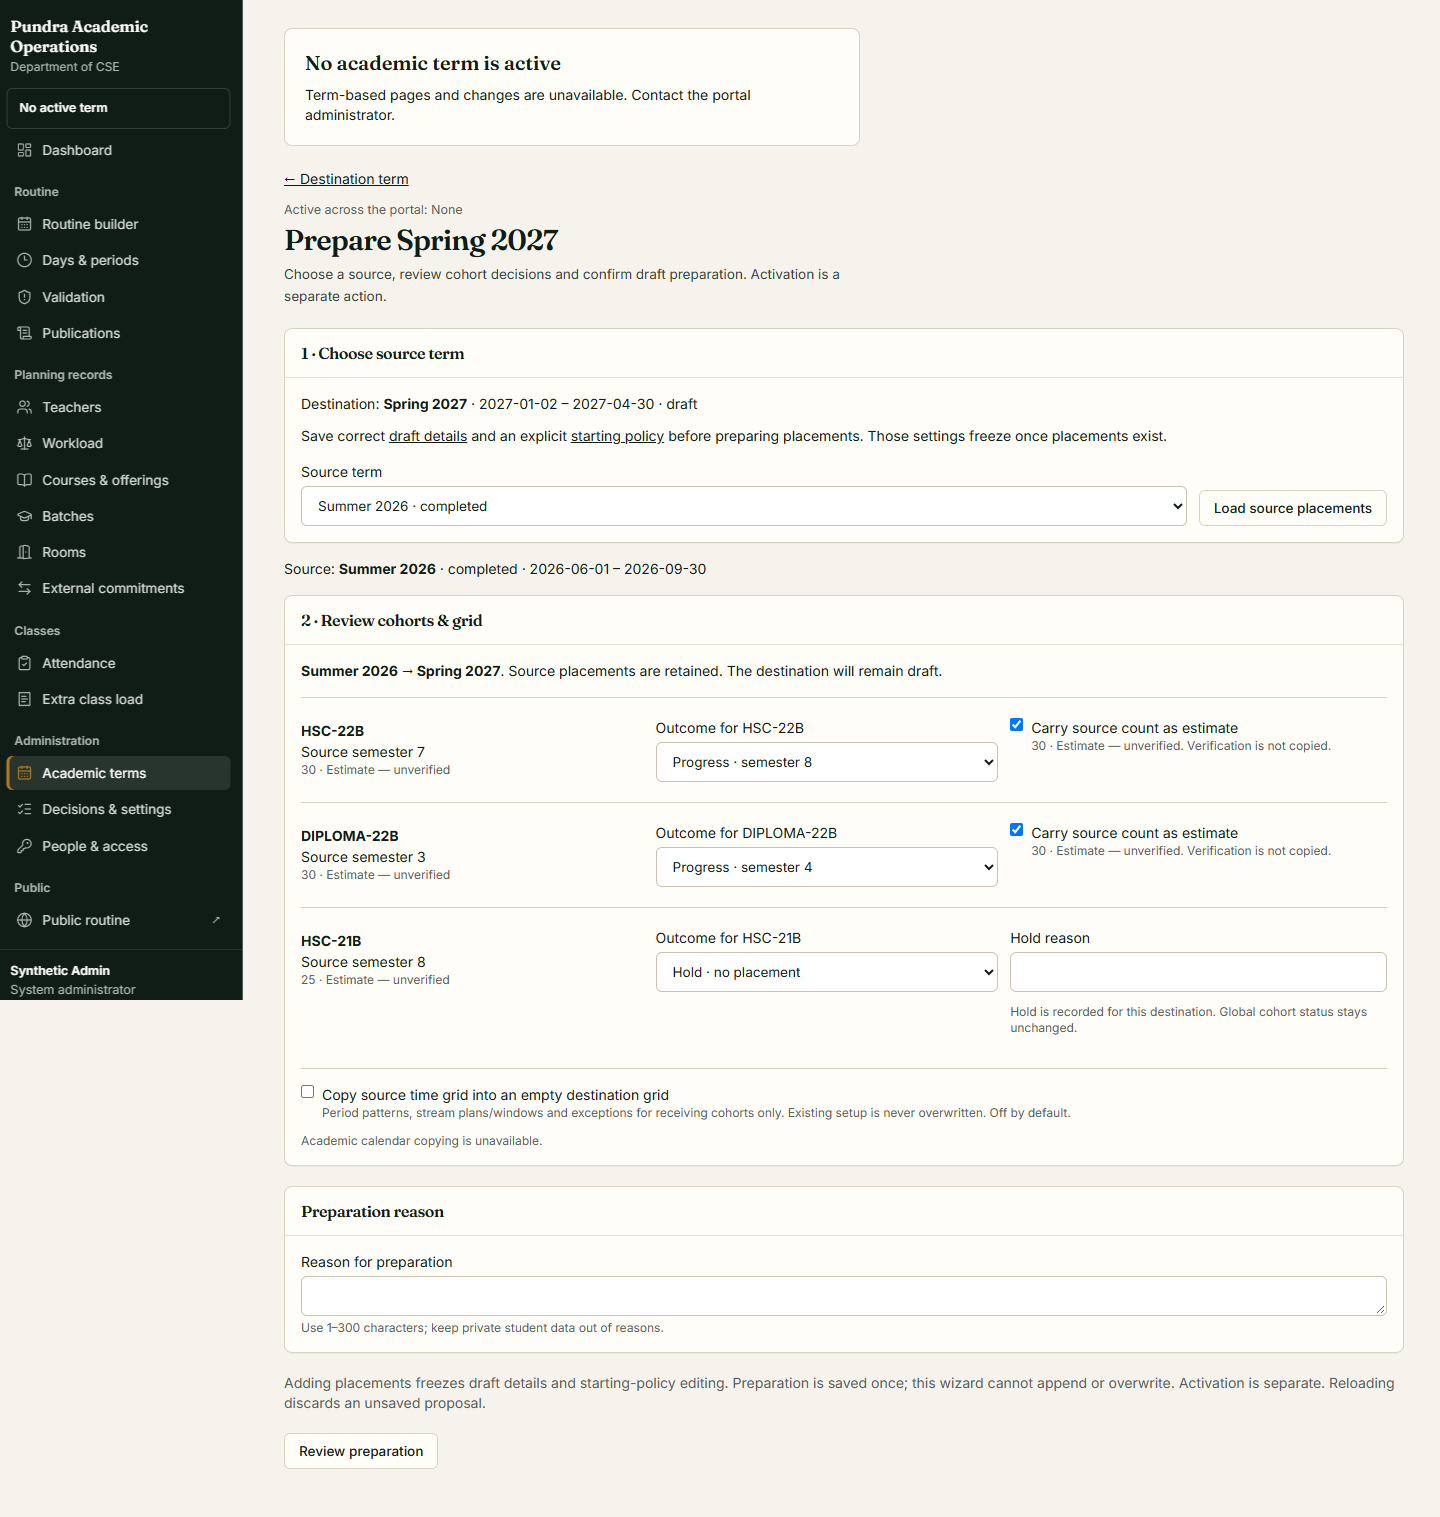 Pundra Academic
Operations
Department of CSE
No active term
Dashboard
Routine
Routine builder
Days & periods
Validation
Publications
Planning records
Teachers
Workload
Courses & offerings
Batches
Rooms
External commitments
Classes
Attendance
Extra class load
Administration
Academic terms
Decisions & settings
People & access
Public
Public routine ↗
Synthetic Admin
System administrator
No academic term is active
Term-based pages and changes are unavailable. Contact the portal
administrator.
← Destination term
Active across the portal: None
Prepare Spring 2027
Choose a source, review cohort decisions and confirm draft preparation. Activation is a
separate action.
1 · Choose source term
Destination: Spring 2027 · 2027-01-02 – 2027-04-30 · draft
Save correct draft details and an explicit starting policy before preparing placements. Those settings freeze once placements exist.
Source term
Summer 2026 · completed
Load source placements
Source: Summer 2026 · completed · 2026-06-01 – 2026-09-30
2 · Review cohorts & grid
Summer 2026 → Spring 2027. Source placements are retained. The destination will remain draft.
HSC-22B
Source semester 7
30 · Estimate — unverified
Outcome for HSC-22B
Progress · semester 8
Carry source count as estimate
30 · Estimate — unverified. Verification is not copied.
DIPLOMA-22B
Source semester 3
30 · Estimate — unverified
Outcome for DIPLOMA-22B
Progress · semester 4
Carry source count as estimate
30 · Estimate — unverified. Verification is not copied.
HSC-21B
Source semester 8
25 · Estimate — unverified
Outcome for HSC-21B
Hold · no placement
Hold reason
Hold is recorded for this destination. Global cohort status stays
unchanged.
Copy source time grid into an empty destination grid
Period patterns, stream plans/windows and exceptions for receiving cohorts only. Existing setup is never overwritten. Off by default.
Academic calendar copying is unavailable.
Preparation reason
Reason for preparation
Use 1–300 characters; keep private student data out of reasons.
Adding placements freezes draft details and starting-policy editing. Preparation is saved once; this wizard cannot append or overwrite. Activation is separate. Reloading
discards an unsaved proposal.
Review preparation